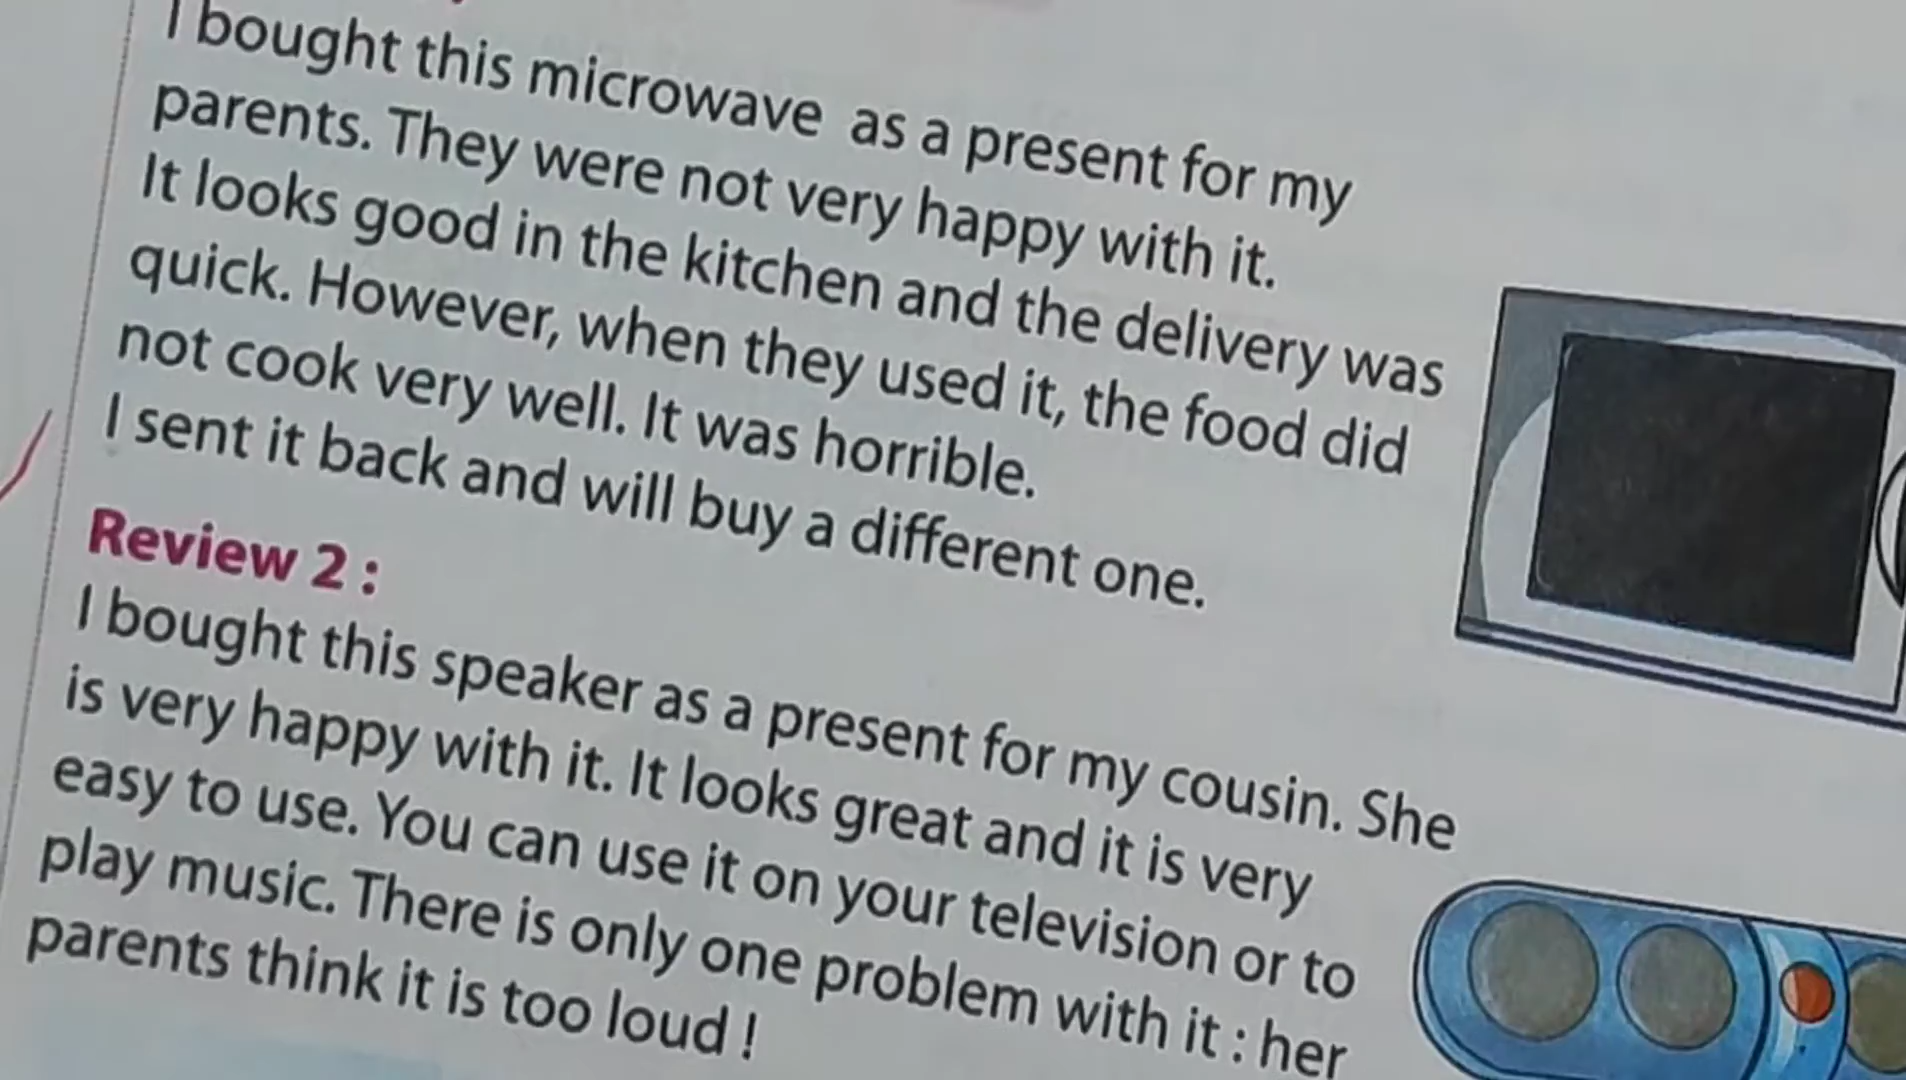 I bought this microwave as a present for my
parents. They were not very happy with it.
It looks good in the kitchen and the delivery was
quick. However, when they used it, the food did
not cook very well. It was horrible.
I sent it back and will buy a different one.
Review 2 :
I bought this speaker as a present for my cousin. She
is very happy with it. It looks great and it is very
easy to use. You can use it on your television or to
play music. There is only one problem with it : her
parents think it is too loud !